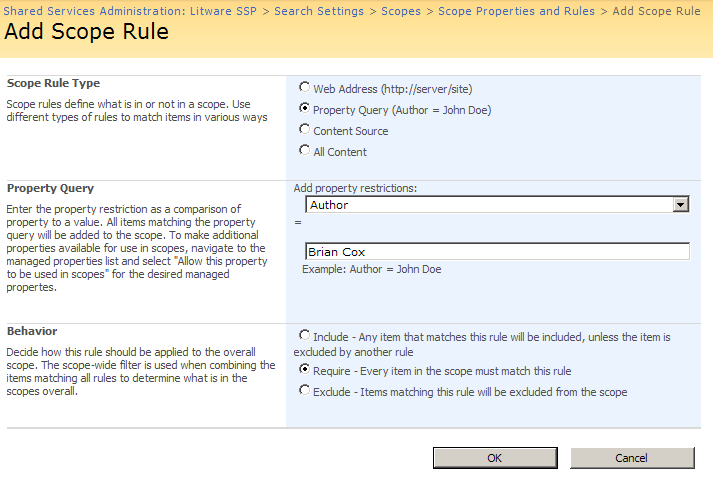 Shared Services Administration: Litware SSP > Search Settings > Scopes > Scope Properties and Rules > Add Scope Rule
Add Scope Rule
Scope Rule Type
Scope rules define what is in or not in a scope. Use
different types of rules to match items in various ways
Web Address (http://server/site)
Property Query (Author = John Doe)
Content Source
All Content
Property Query
Enter the property restriction as a comparison of
property to a value. All items matching the property
query will be added to the scope. To make additional
properties available for use in scopes, navigate to the
managed properties list and select "Allow this property
to be used in scopes" for the desired managed
propertes.
Add property restrictions:
Author
=
Brian Cox
Example: Author = John Doe
Behavior
Decide how this rule should be applied to the overall
scope. The scope-wide filter is used when combining the
items matching all rules to determine what is in the
scopes overall.
Include - Any item that matches this rule will be included, unless the item is
excluded by another rule
Require - Every item in the scope must match this rule
Exclude - Items matching this rule will be excluded from the scope
OK
Cancel